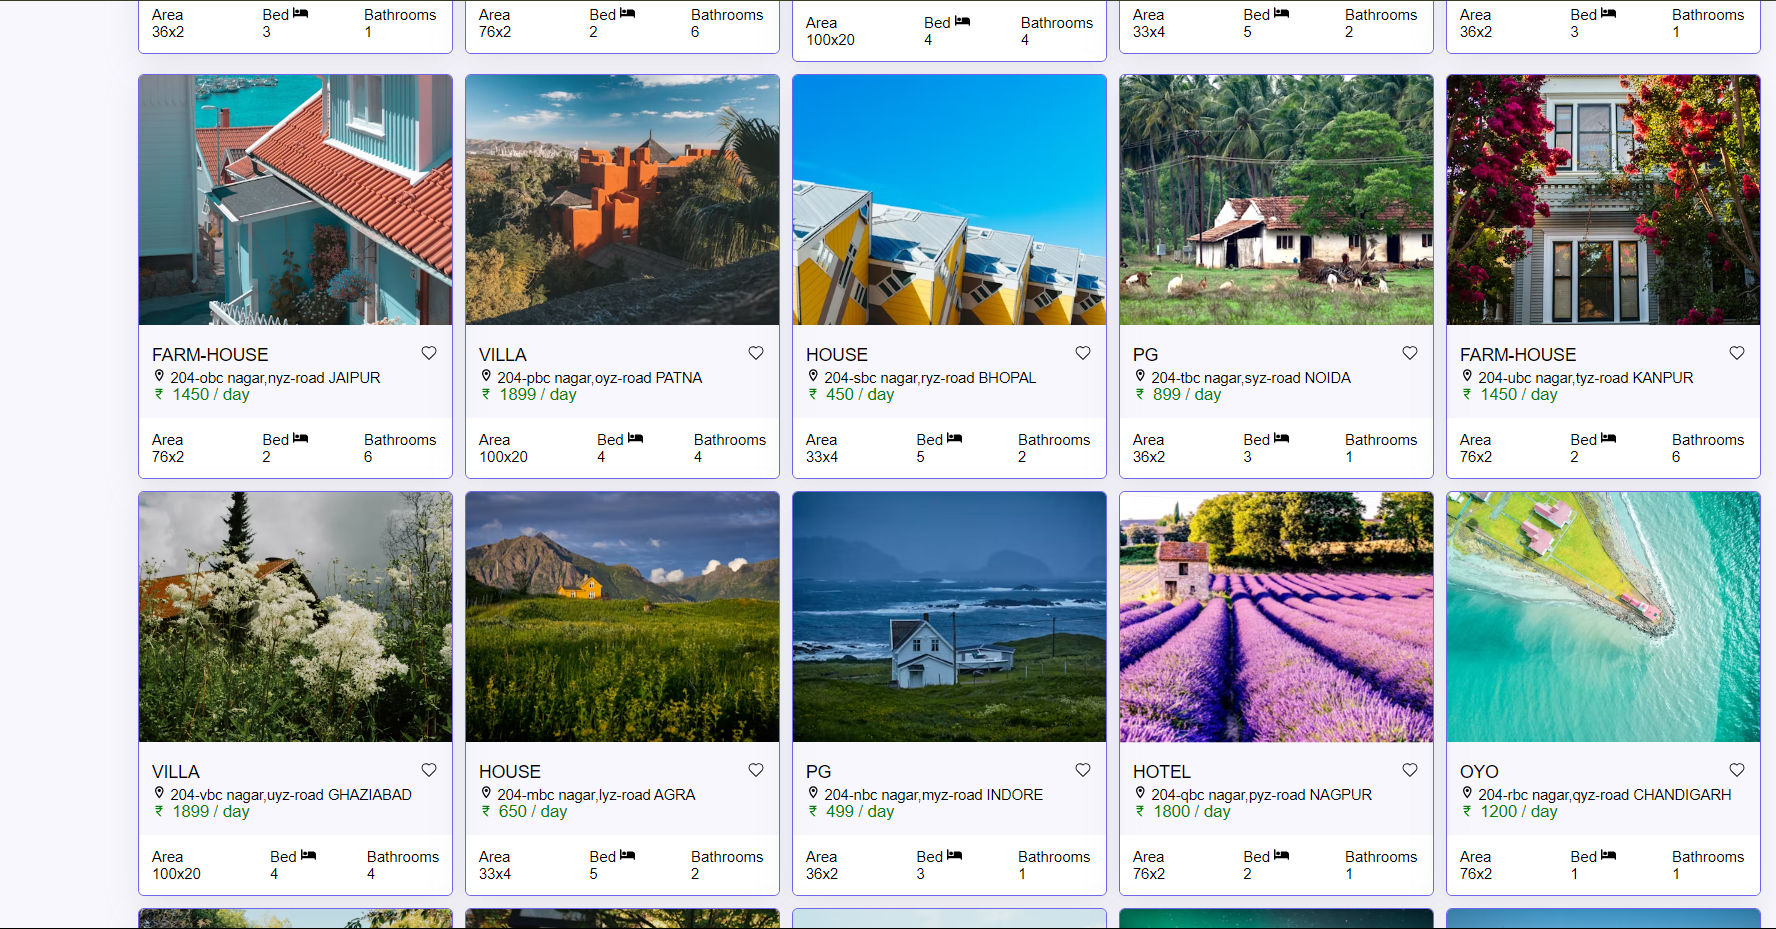 Area Bed Bathrooms
36x2 3 1
Area Bed Bathrooms
76x2 2 6
Area Bed Bathrooms
100x20 4 4
Area Bed Bathrooms
33x4 5 2
Area Bed Bathrooms
36x2 3 1
FARM-HOUSE
204-obc nagar,nyz-road JAIPUR
₹ 1450 / day
Area Bed Bathrooms
76x2 2 6
VILLA
204-pbc nagar,oyz-road PATNA
₹ 1899 / day
Area Bed Bathrooms
100x20 4 4
HOUSE
204-sbc nagar,ryz-road BHOPAL
₹ 450 / day
Area Bed Bathrooms
33x4 5 2
PG
204-tbc nagar,syz-road NOIDA
₹ 899 / day
Area Bed Bathrooms
36x2 3 1
FARM-HOUSE
204-ubc nagar,tyz-road KANPUR
₹ 1450 / day
Area Bed Bathrooms
76x2 2 6
VILLA
204-vbc nagar,uyz-road GHAZIABAD
₹ 1899 / day
Area Bed Bathrooms
100x20 4 4
HOUSE
204-mbc nagar,lyz-road AGRA
₹ 650 / day
Area Bed Bathrooms
33x4 5 2
PG
204-nbc nagar,myz-road INDORE
₹ 499 / day
Area Bed Bathrooms
36x2 3 1
HOTEL
204-qbc nagar,pyz-road NAGPUR
₹ 1800 / day
Area Bed Bathrooms
76x2 2 1
OYO
204-rbc nagar,qyz-road CHANDIGARH
₹ 1200 / day
Area Bed Bathrooms
76x2 1 1